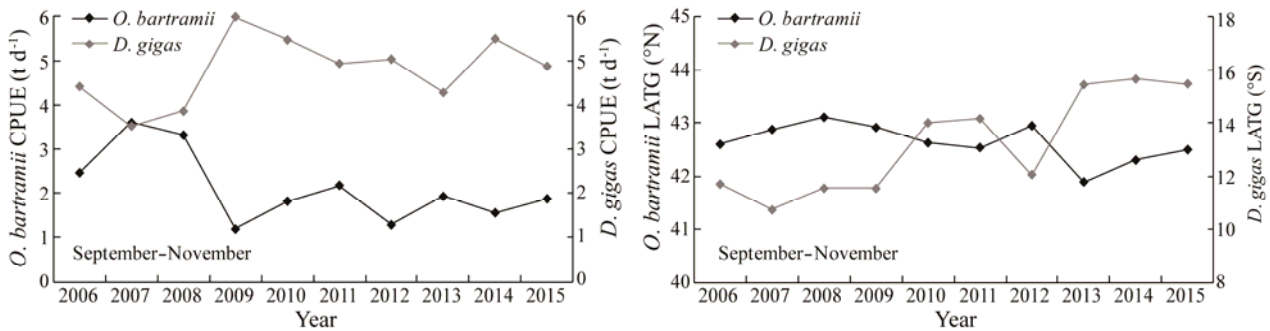 O. bartramii
D. gigas
O. bartramii CPUE (t d-1)
6
5
4
3
2
1
0
D. gigas CPUE (t d-1)
6
5
4
3
2
1
0
September–November
2006 2007 2008 2009 2010 2011 2012 2013 2014 2015
Year
O. bartramii
D. gigas
O. bartramii LATG (°N)
45
44
43
42
41
40
D. gigas LATG (°S)
18
16
14
12
10
8
September–November
2006 2007 2008 2009 2010 2011 2012 2013 2014 2015
Year